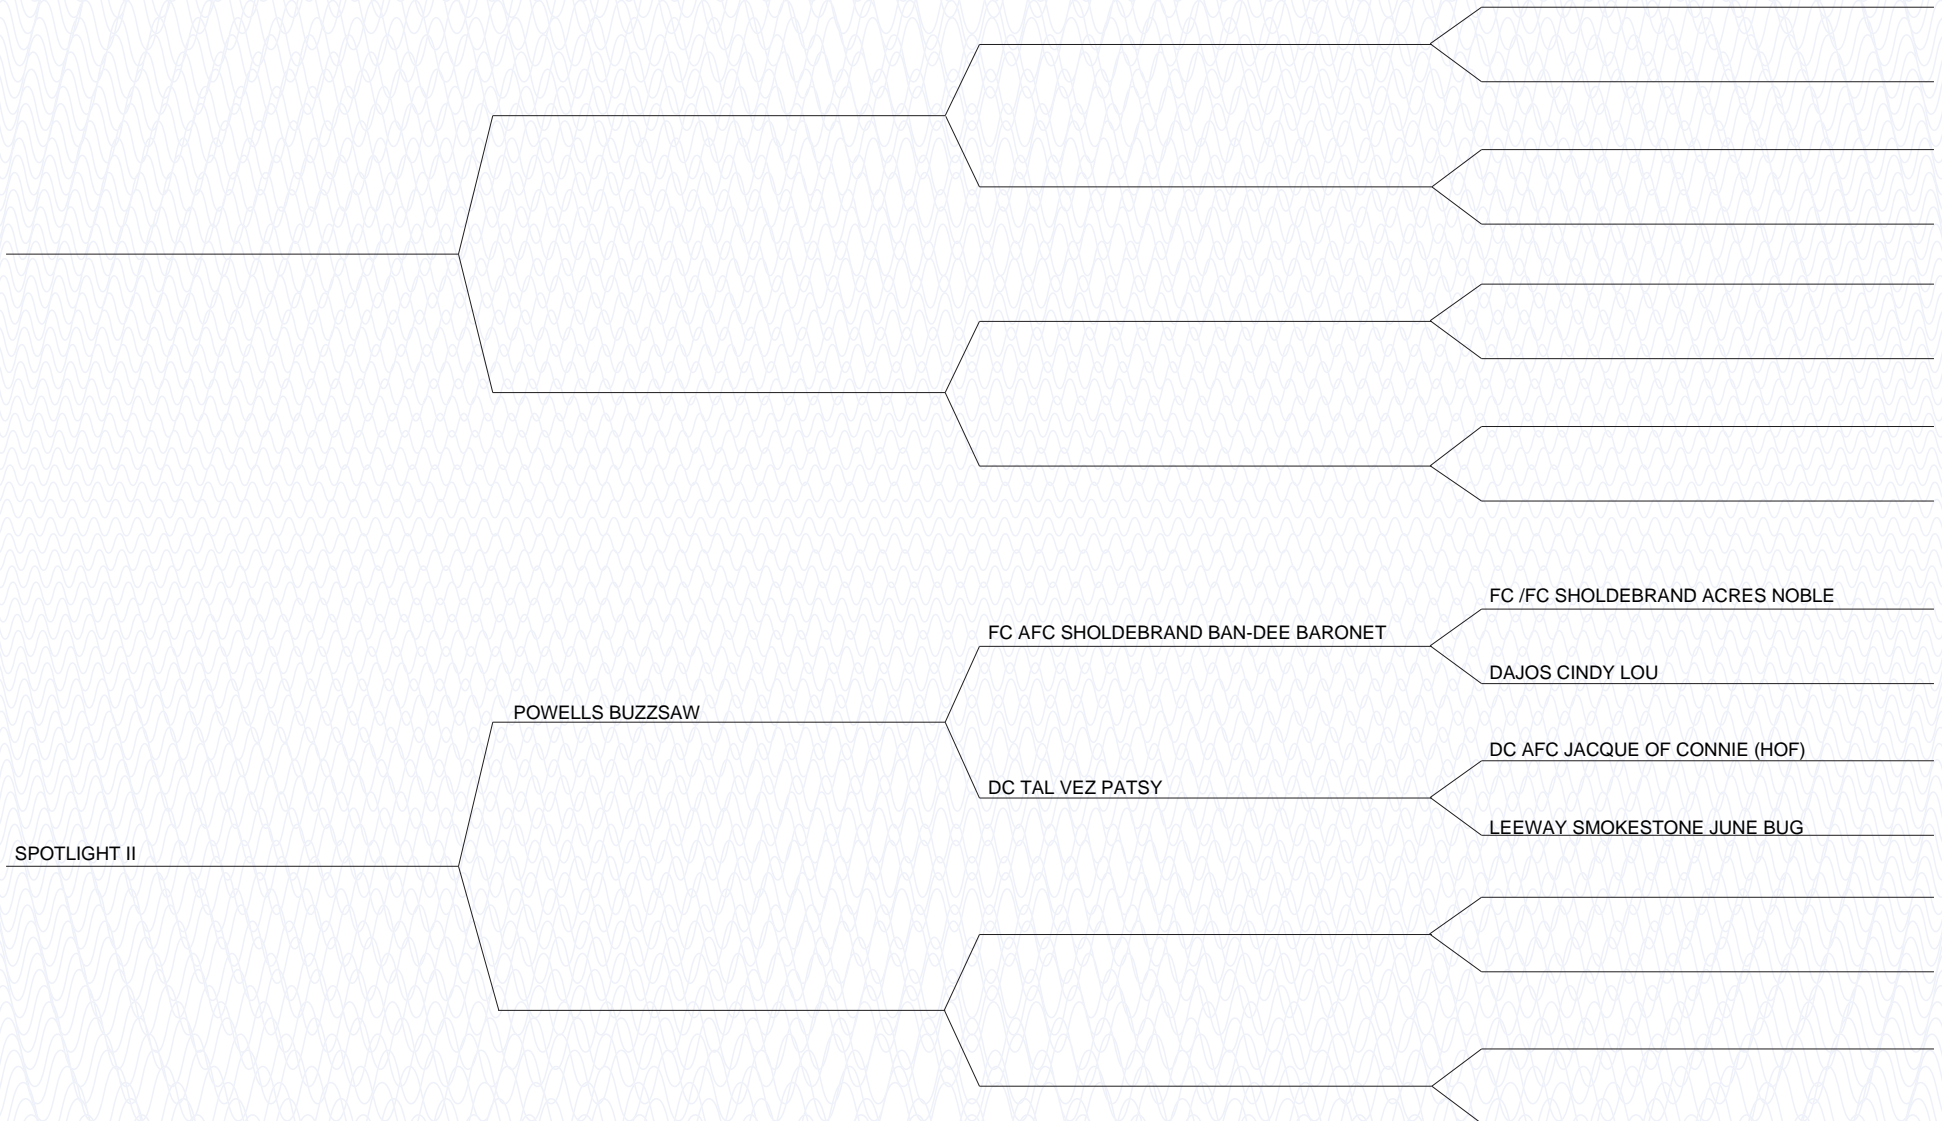 FC /FC SHOLDEBRAND ACRES NOBLE
FC AFC SHOLDEBRAND BAN-DEE BARONET
DAJOS CINDY LOU
POWELLS BUZZSAW
DC AFC JACQUE OF CONNIE (HOF)
DC TAL VEZ PATSY
LEEWAY SMOKESTONE JUNE BUG
SPOTLIGHT II